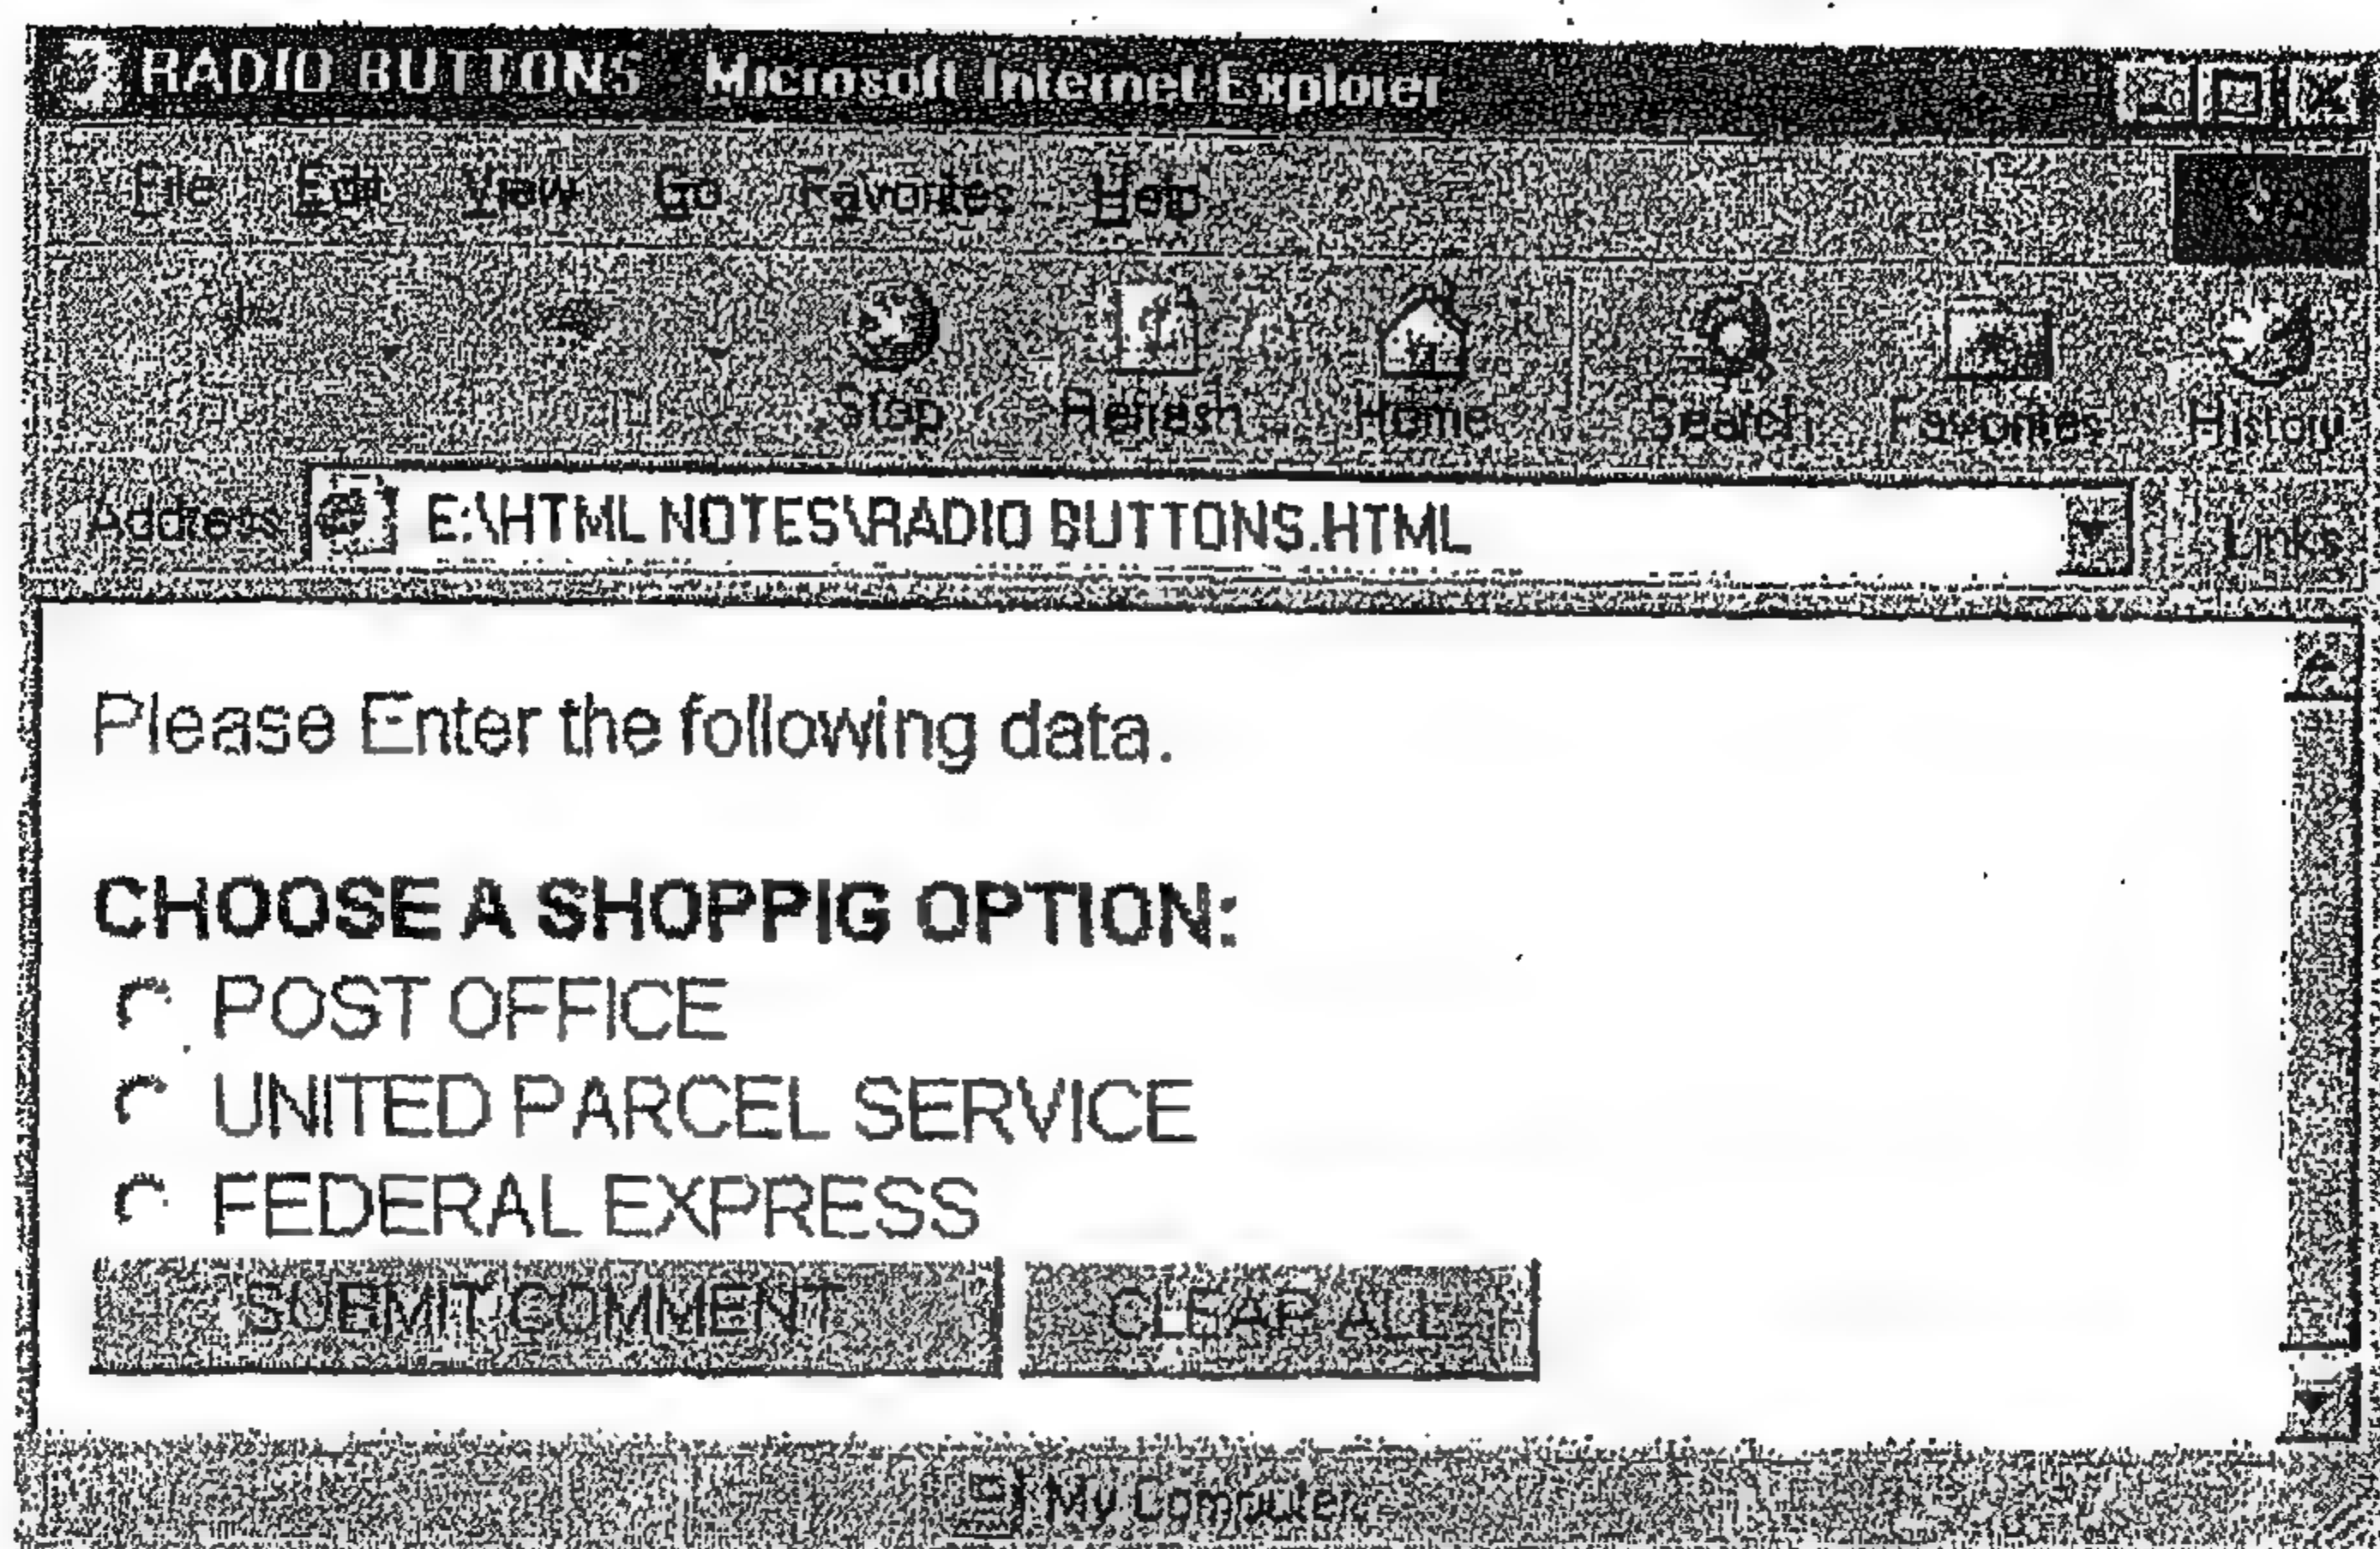 RADIO BUTTONS - Microsoft Internet Explorer
File Edit View Go Favorites Help
Stop Refresh Home Search Favorites History
Address E:\HTML NOTES\RADIO BUTTONS.HTML Links
Please Enter the following data.
CHOOSE A SHOPPIG OPTION:
POST OFFICE
UNITED PARCEL SERVICE
FEDERAL EXPRESS
SUBMIT COMMENT CLEAR ALL
My Computer